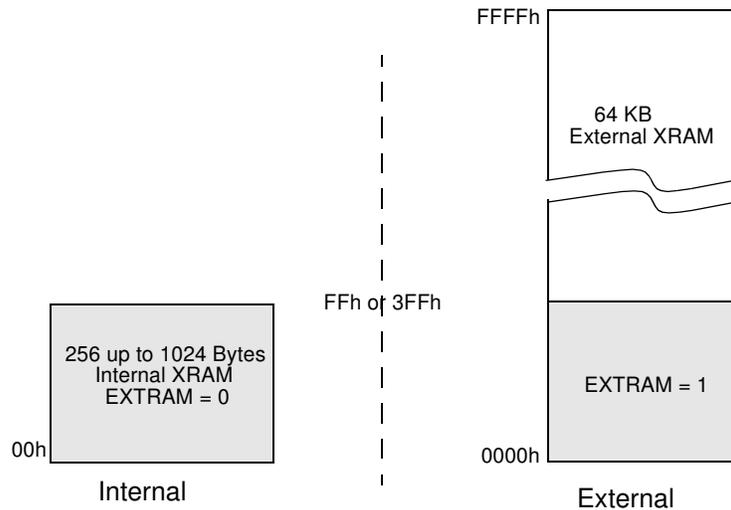 FFFFh
64 KB
External XRAM
FFh or 3FFh
256 up to 1024 Bytes
Internal XRAM
EXTRAM = 0
EXTRAM = 1
00h
0000h
Internal
External